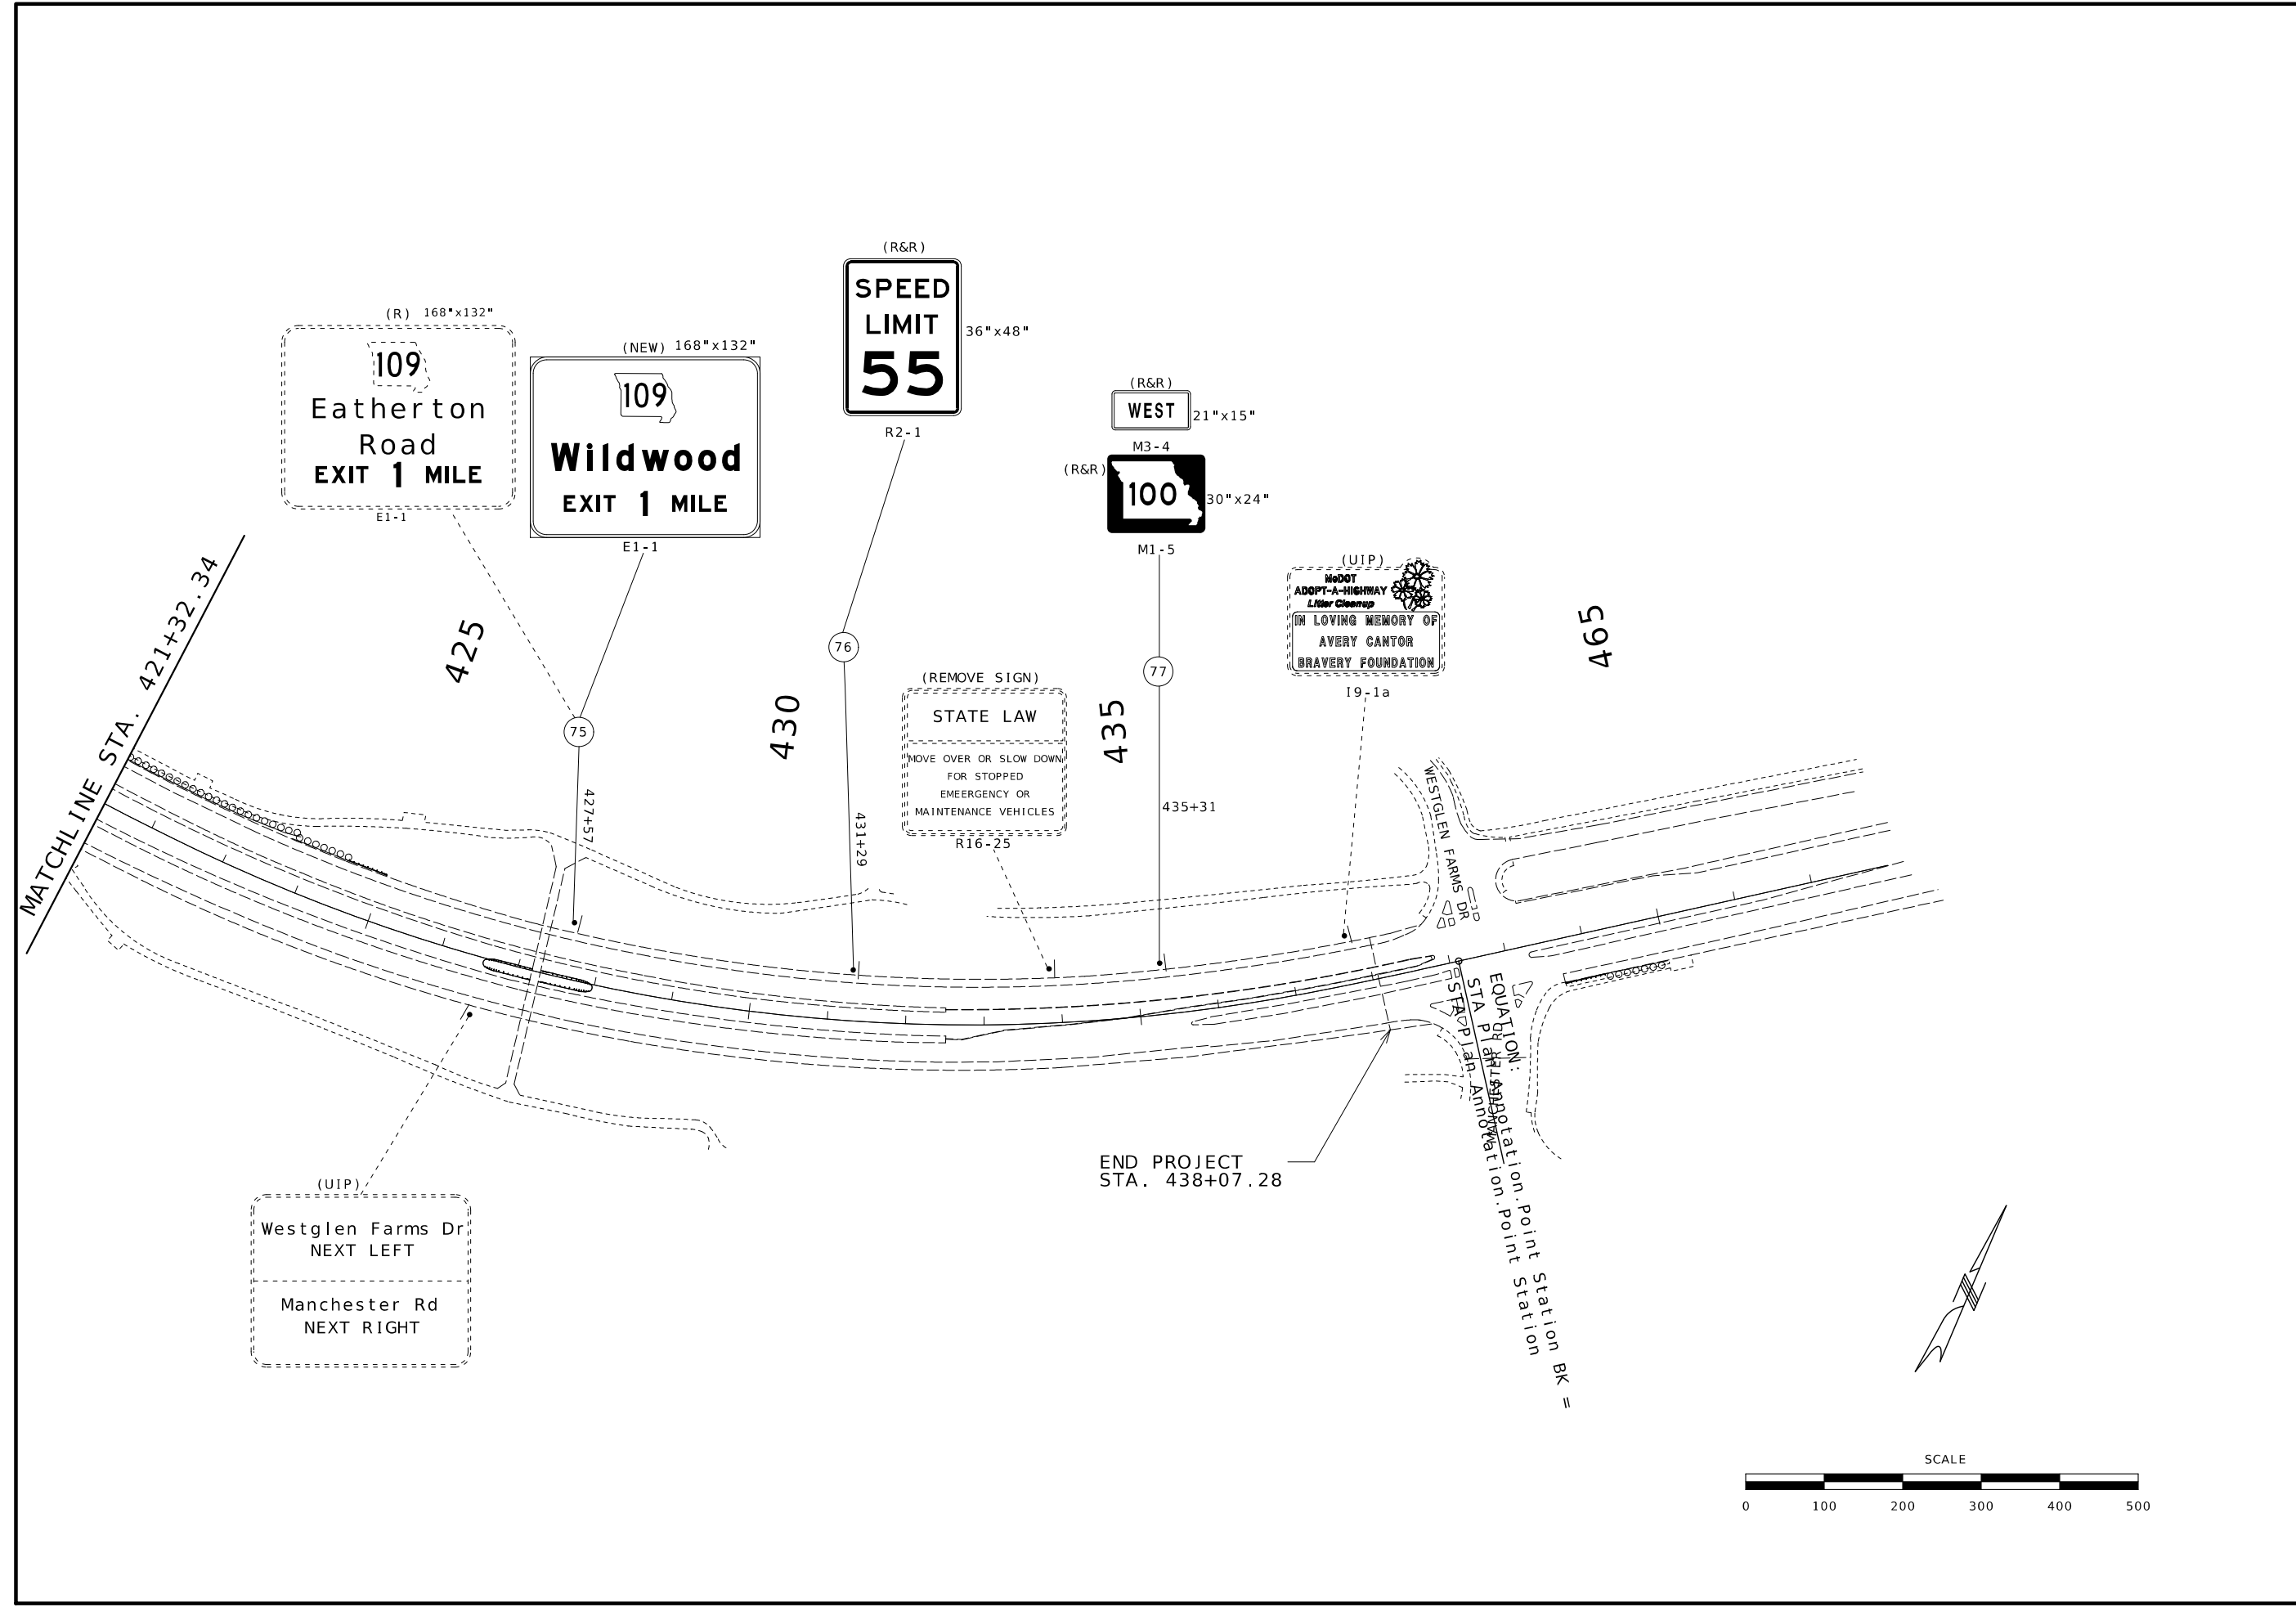 (R) 168"x132"
109
Eatherton
Road
EXIT 1 MILE
E1-1
(NEW) 168"x132"
109
Wildwood
EXIT 1 MILE
E1-1
(R&R)
SPEED
LIMIT
55
36"x48"
R2-1
(R&R)
WEST
21"x15"
M3-4
(R&R)
100
30"x24"
M1-5
(UIP)
MoDOT
ADOPT-A-HIGHWAY
Litter Cleanup
IN LOVING MEMORY OF
AVERY CANTOR
BRAVERY FOUNDATION
I9-1a
(REMOVE SIGN)
STATE LAW
MOVE OVER OR SLOW DOWN
FOR STOPPED
EMEERGENCY OR
MAINTENANCE VEHICLES
R16-25
MATCHLINE STA. 421+32.34
425
430
435
465
75
76
77
427+57
431+29
435+31
WESTGLEN FARMS DR
MANCHESTER RD
EQUATION:
STA Plan Annotation.Point Station BK =
STA Plan Annotation.Point Station
END PROJECT
STA. 438+07.28
(UIP)
Westglen Farms Dr
NEXT LEFT
Manchester Rd
NEXT RIGHT
N
SCALE
0 100 200 300 400 500